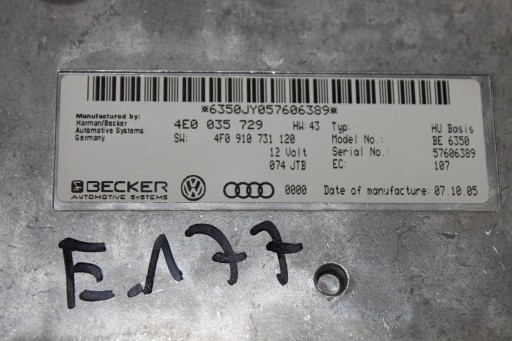 *6350JY057606389*
Manufactured by:
Harman/Becker
Automotive Systems
Germany
4E0 035 729 HW:43 Typ. HU Basis
SW: 4F0 910 731 120 Model No.: BE 6350
12 Volt Serial No.: 57606389
074 JTB EC: 107
BECKER
AUTOMOTIVE SYSTEMS
0000 Date of manufacture: 07.10.05
E177